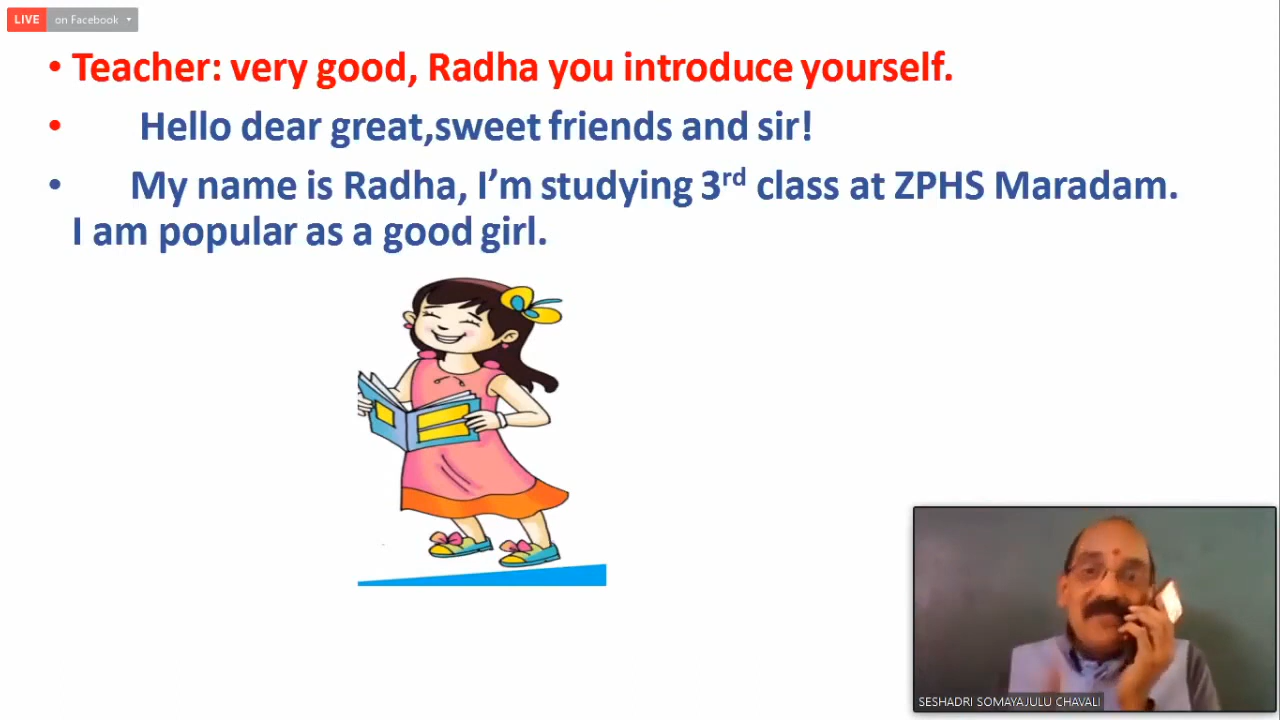 LIVE on Facebook
• Teacher: very good, Radha you introduce yourself.
• Hello dear great,sweet friends and sir!
• My name is Radha, I’m studying 3rd class at ZPHS Maradam.
I am popular as a good girl.
SESHADRI SOMAYAJULU CHAVALI